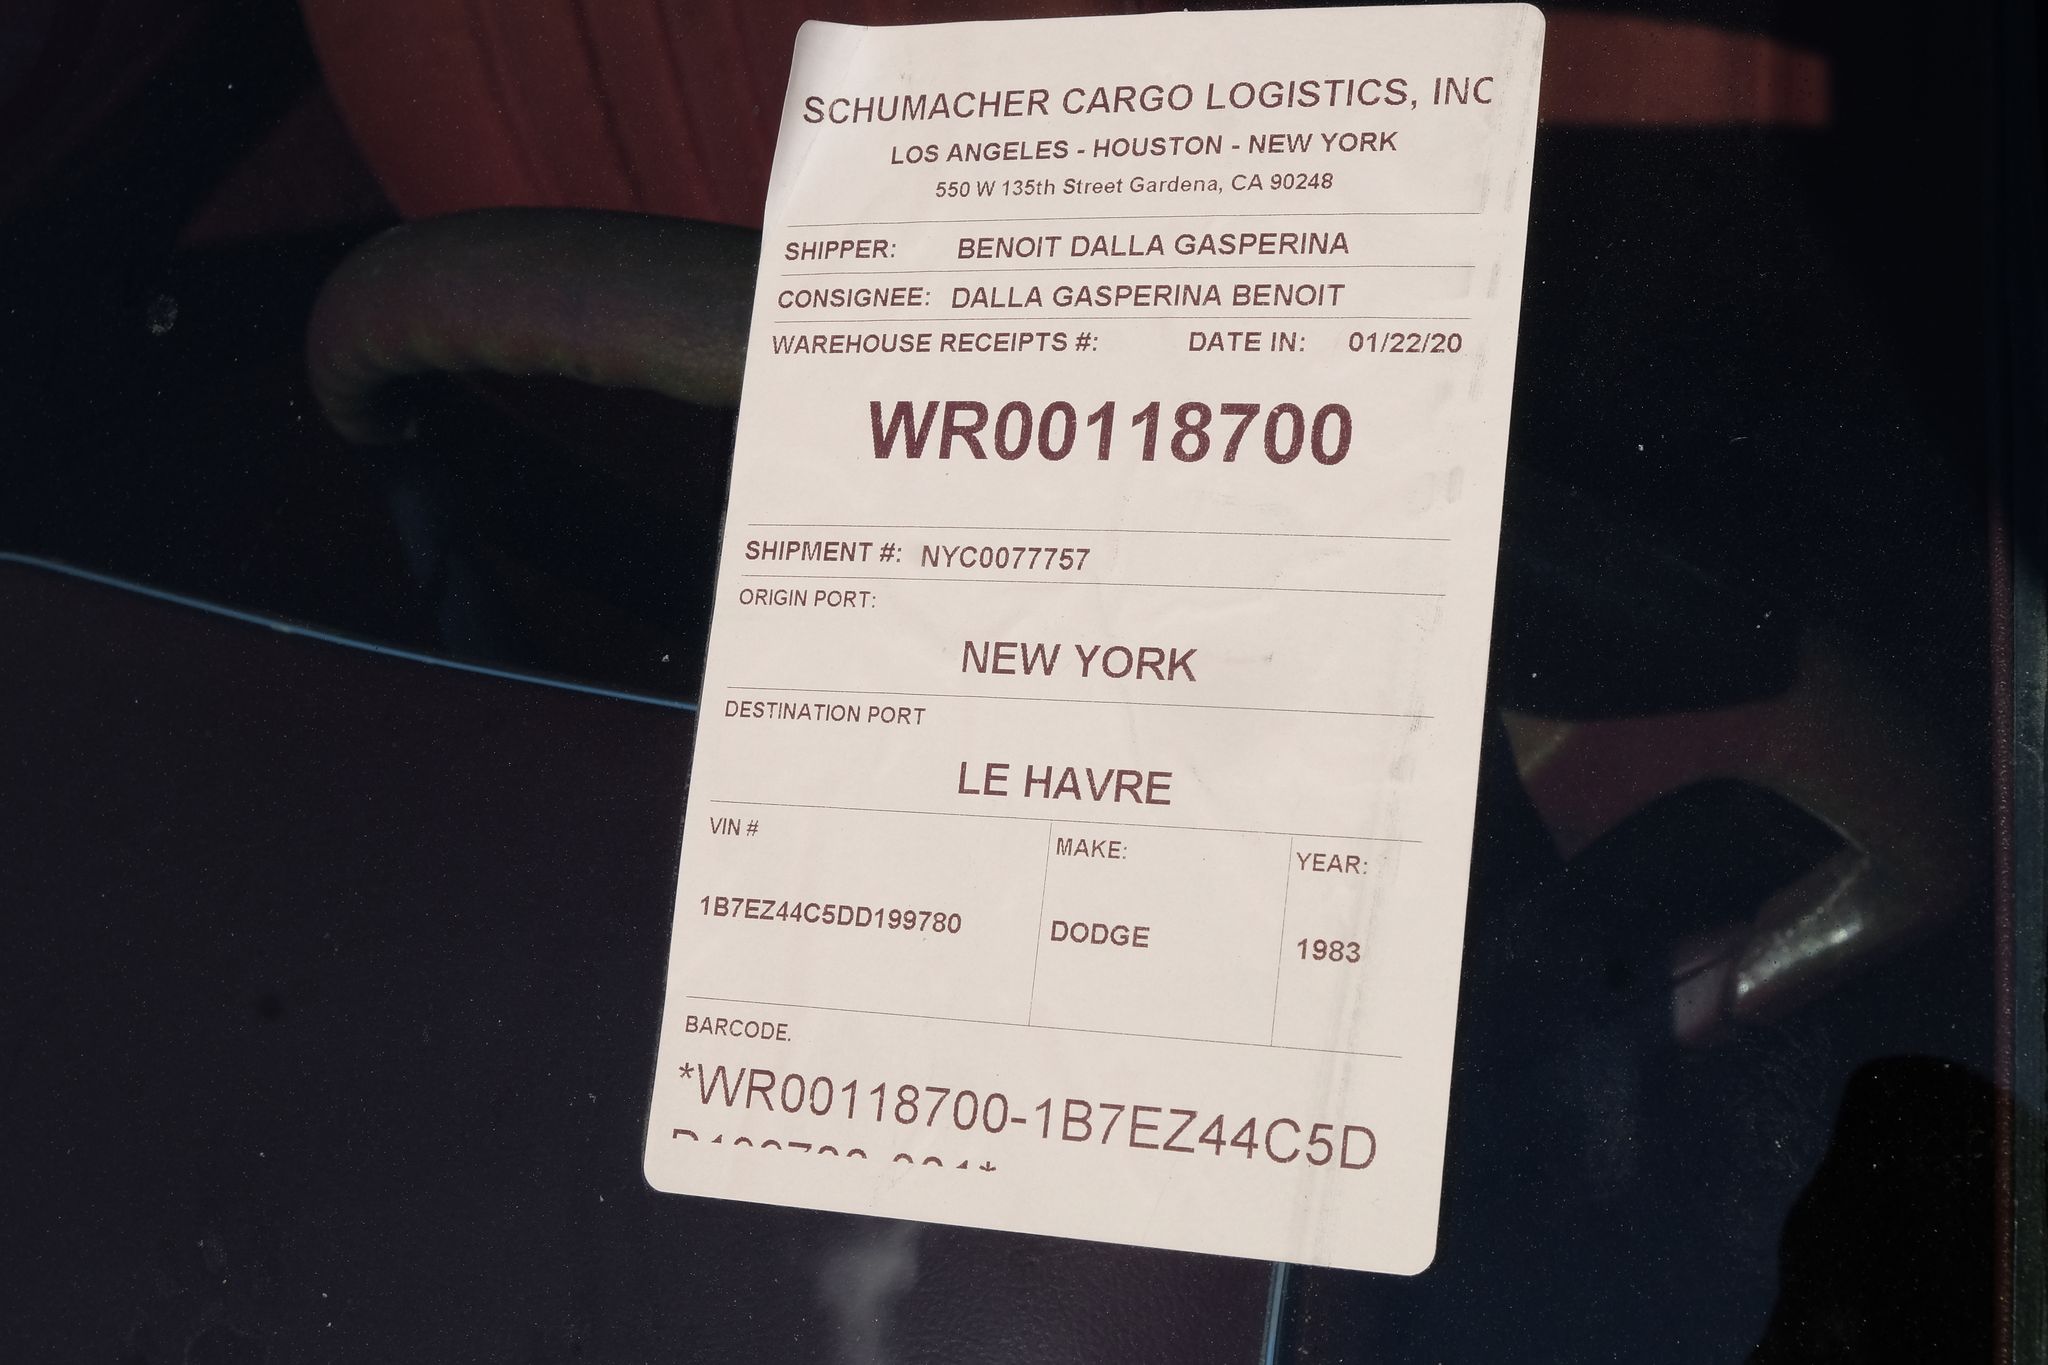 SCHUMACHER CARGO LOGISTICS, INC
LOS ANGELES - HOUSTON - NEW YORK
550 W 135th Street Gardena, CA 90248
SHIPPER: BENOIT DALLA GASPERINA
CONSIGNEE: DALLA GASPERINA BENOIT
WAREHOUSE RECEIPTS #: DATE IN: 01/22/20
WR00118700
SHIPMENT #: NYC0077757
ORIGIN PORT:
NEW YORK
DESTINATION PORT
LE HAVRE
VIN # MAKE: YEAR:
1B7EZ44C5DD199780 DODGE 1983
BARCODE.
*WR00118700-1B7EZ44C5D